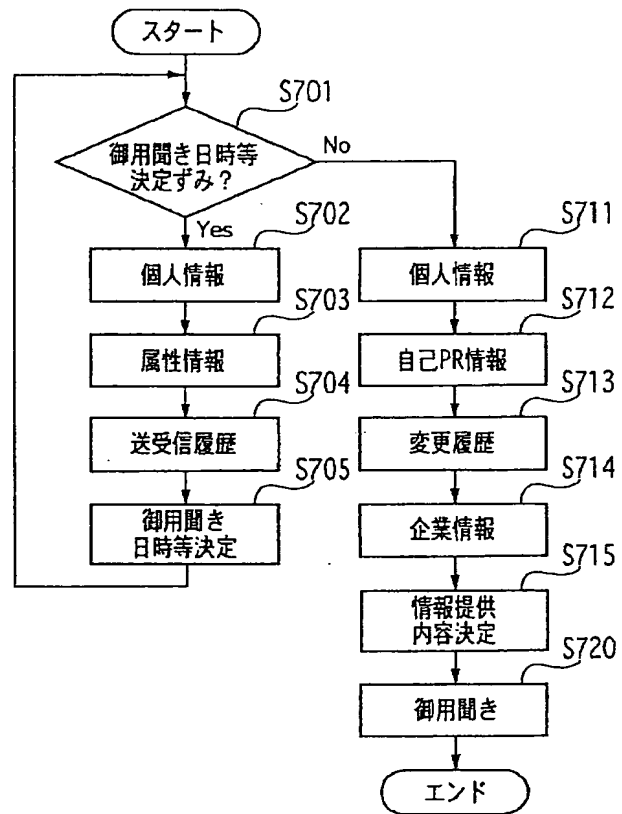 スタート
S701
御用聞き日時等
決定ずみ？
No
Yes
S702
個人情報
S703
属性情報
S704
送受信履歴
S705
御用聞き
日時等決定
S711
個人情報
S712
自己PR情報
S713
変更履歴
S714
企業情報
S715
情報提供
内容決定
S720
御用聞き
エンド